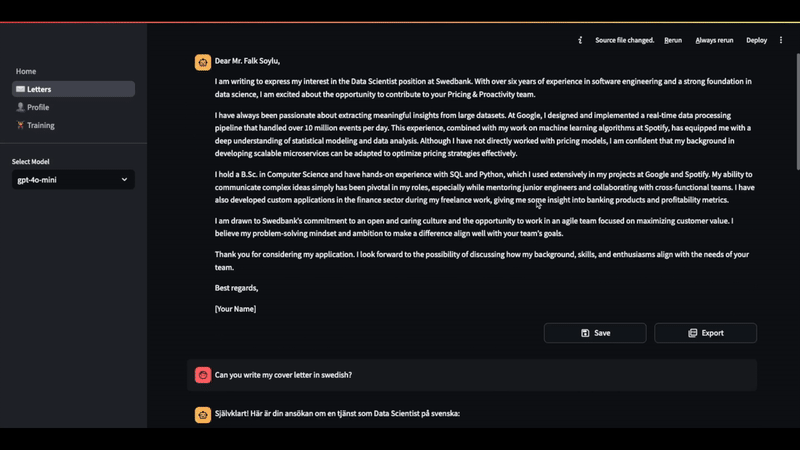 Source file changed. Rerun Always rerun Deploy
Home
Letters
Profile
Training
Select Model
gpt-4o-mini
Dear Mr. Falk Soylu,
I am writing to express my interest in the Data Scientist position at Swedbank. With over six years of experience in software engineering and a strong foundation in
data science, I am excited about the opportunity to contribute to your Pricing & Proactivity team.
I have always been passionate about extracting meaningful insights from large datasets. At Google, I designed and implemented a real-time data processing
pipeline that handled over 10 million events per day. This experience, combined with my work on machine learning algorithms at Spotify, has equipped me with a
deep understanding of statistical modeling and data analysis. Although I have not directly worked with pricing models, I am confident that my background in
developing scalable microservices can be adapted to optimize pricing strategies effectively.
I hold a B.Sc. in Computer Science and have hands-on experience with SQL and Python, which I used extensively in my projects at Google and Spotify. My ability to
communicate complex ideas simply has been pivotal in my roles, especially while mentoring junior engineers and collaborating with cross-functional teams. I have
also developed custom applications in the finance sector during my freelance work, giving me some insight into banking products and profitability metrics.
I am drawn to Swedbank's commitment to an open and caring culture and the opportunity to work in an agile team focused on maximizing customer value. I
believe my problem-solving mindset and ambition to make a difference align well with your team's goals.
Thank you for considering my application. I look forward to the possibility of discussing how my background, skills, and enthusiasms align with the needs of your
team.
Best regards,
[Your Name]
Save
Export
Can you write my cover letter in swedish?
Självklart! Här är din ansökan om en tjänst som Data Scientist på svenska: